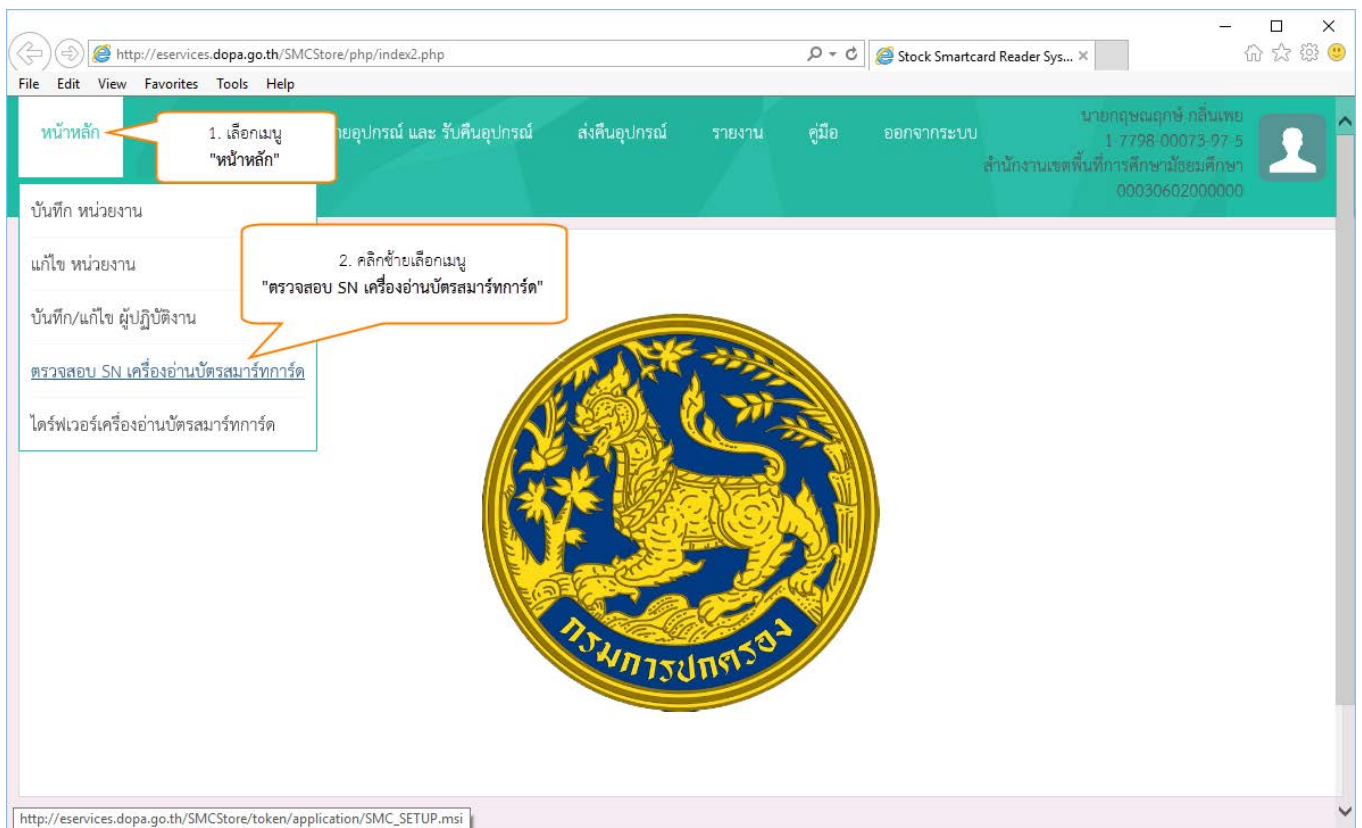 http://eservices.dopa.go.th/SMCStore/php/index2.php
Stock Smartcard Reader Sys...
File Edit View Favorites Tools Help
หน้าหลัก
1. เลือกเมนู
"หน้าหลัก"
ายอุปกรณ์ และ รับคืนอุปกรณ์ ส่งคืนอุปกรณ์ รายงาน คู่มือ ออกจากระบบ
นายกฤษณฤกษ์ กลิ่นเพย
1-7798-00073-97-5
สำนักงานเขตพื้นที่การศึกษามัธยมศึกษา
00030602000000
บันทึก หน่วยงาน
แก้ไข หน่วยงาน
2. คลิกซ้ายเลือกเมนู
"ตรวจสอบ SN เครื่องอ่านบัตรสมาร์ทการ์ด"
บันทึก/แก้ไข ผู้ปฏิบัติงาน
ตรวจสอบ SN เครื่องอ่านบัตรสมาร์ทการ์ด
ไดร์ฟเวอร์เครื่องอ่านบัตรสมาร์ทการ์ด
กรมการปกครอง
http://eservices.dopa.go.th/SMCStore/token/application/SMC_SETUP.msi